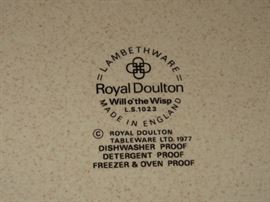 =LAMBETHWARE=
Royal Doulton
Will o'the Wisp
L.S.1023
MADE IN ENGLAND
© ROYAL DOULTON
TABLEWARE LTD. 1977
DISHWASHER PROOF
DETERGENT PROOF
FREEZER & OVEN PROOF